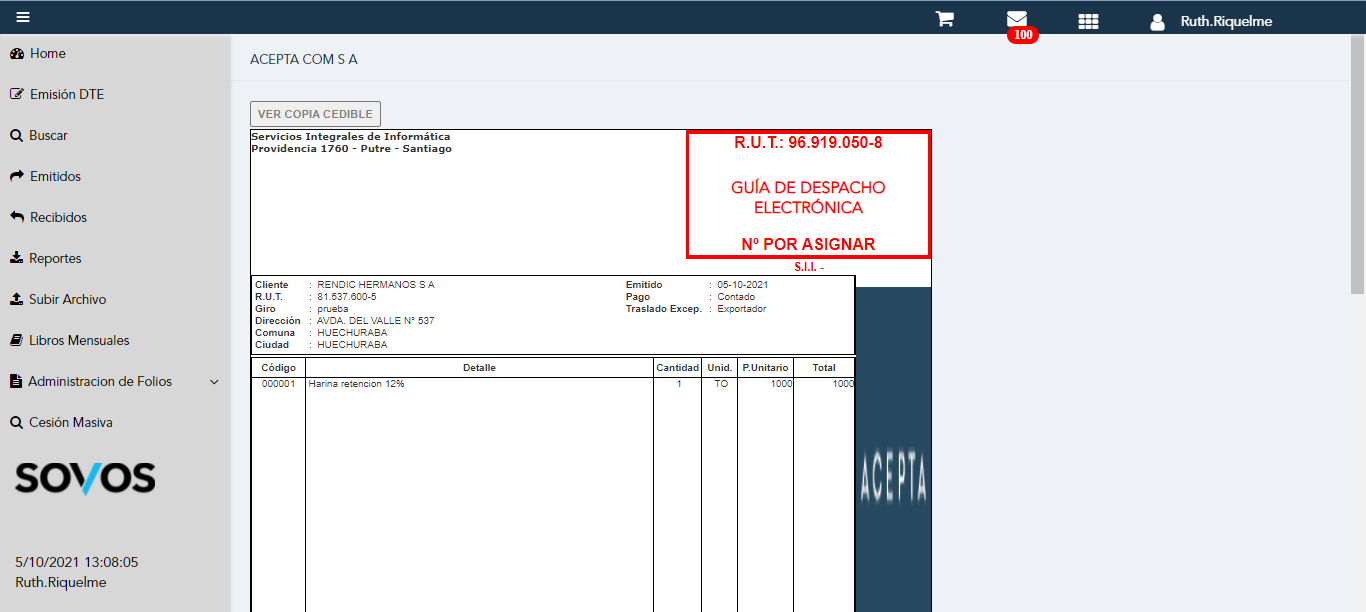 Ruth.Riquelme
100
Home
Emisión DTE
Buscar
Emitidos
Recibidos
Reportes
Subir Archivo
Libros Mensuales
Administracion de Folios
Cesión Masiva
SOVOS
5/10/2021 13:08:05
Ruth.Riquelme
ACEPTA COM S A
VER COPIA CEDIBLE
Servicios Integrales de Informática
Providencia 1760 - Putre - Santiago
R.U.T.: 96.919.050-8
GUÍA DE DESPACHO
ELECTRÓNICA
Nº POR ASIGNAR
S.I.I. -
Cliente : RENDIC HERMANOS S A
R.U.T. : 81.537.600-5
Giro : prueba
Dirección : AVDA. DEL VALLE N° 537
Comuna : HUECHURABA
Ciudad : HUECHURABA
Emitido : 05-10-2021
Pago : Contado
Traslado Excep. : Exportador
Código Detalle Cantidad Unid. P.Unitario Total
000001 Harina retencion 12% 1 TO 1000 1000
ACEPTA